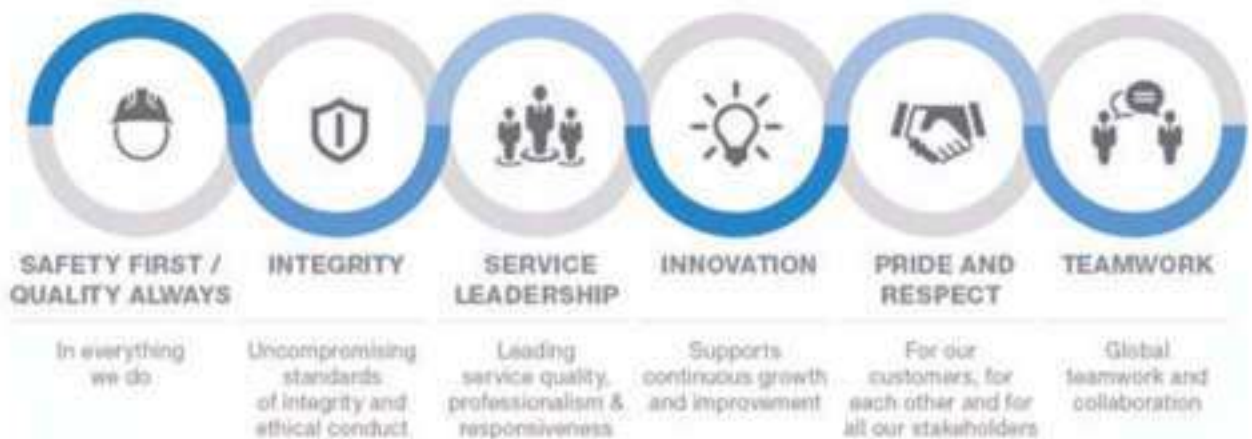 SAFETY FIRST /
QUALITY ALWAYS
In everything
we do
INTEGRITY
Uncompromising
standards
of integrity and
ethical conduct
SERVICE
LEADERSHIP
Leading
service quality,
professionalism &
responsiveness
INNOVATION
Supports
continuous growth
and improvement
PRIDE AND
RESPECT
For our
customers, for
each other and for
all our stakeholders
TEAMWORK
Global
teamwork and
collaboration